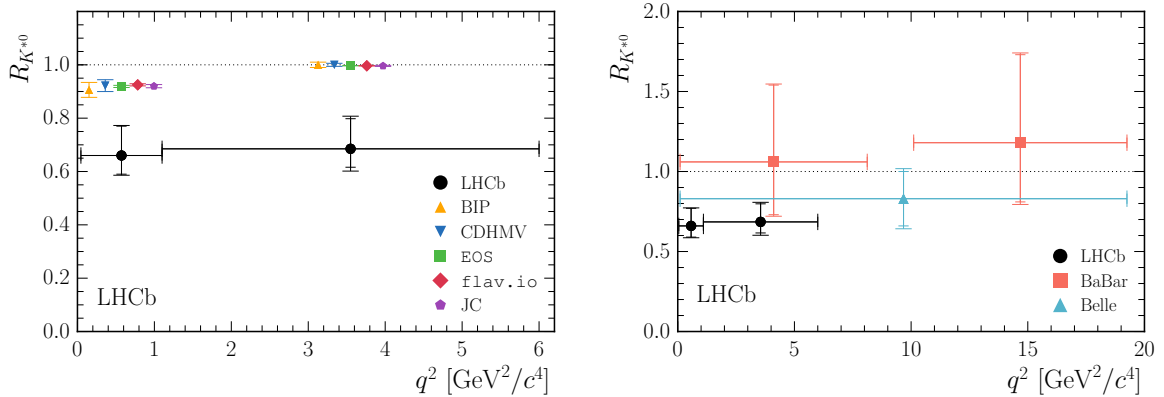 R_{K^{*0}}
1.0
0.8
0.6
0.4
0.2
0.0
LHCb
BIP
CDHMV
EOS
flav.io
JC
LHCb
0 1 2 3 4 5 6
q^2 [GeV^2/c^4]
R_{K^{*0}}
2.0
1.5
1.0
0.5
0.0
LHCb
BaBar
Belle
LHCb
0 5 10 15 20
q^2 [GeV^2/c^4]